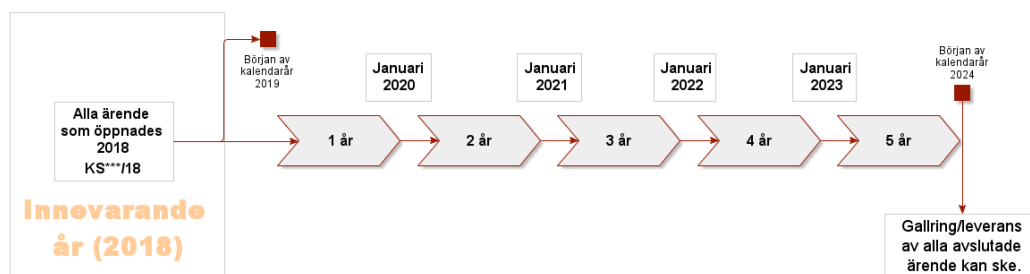 Alla ärende
som öppnades
2018
KS***/18
Innevarande
år (2018)
Början av
kalendarår
2019
1 år
Januari
2020
2 år
Januari
2021
3 år
Januari
2022
4 år
Januari
2023
5 år
Början av
kalendarår
2024
Gallring/leverans
av alla avslutade
ärende kan ske.